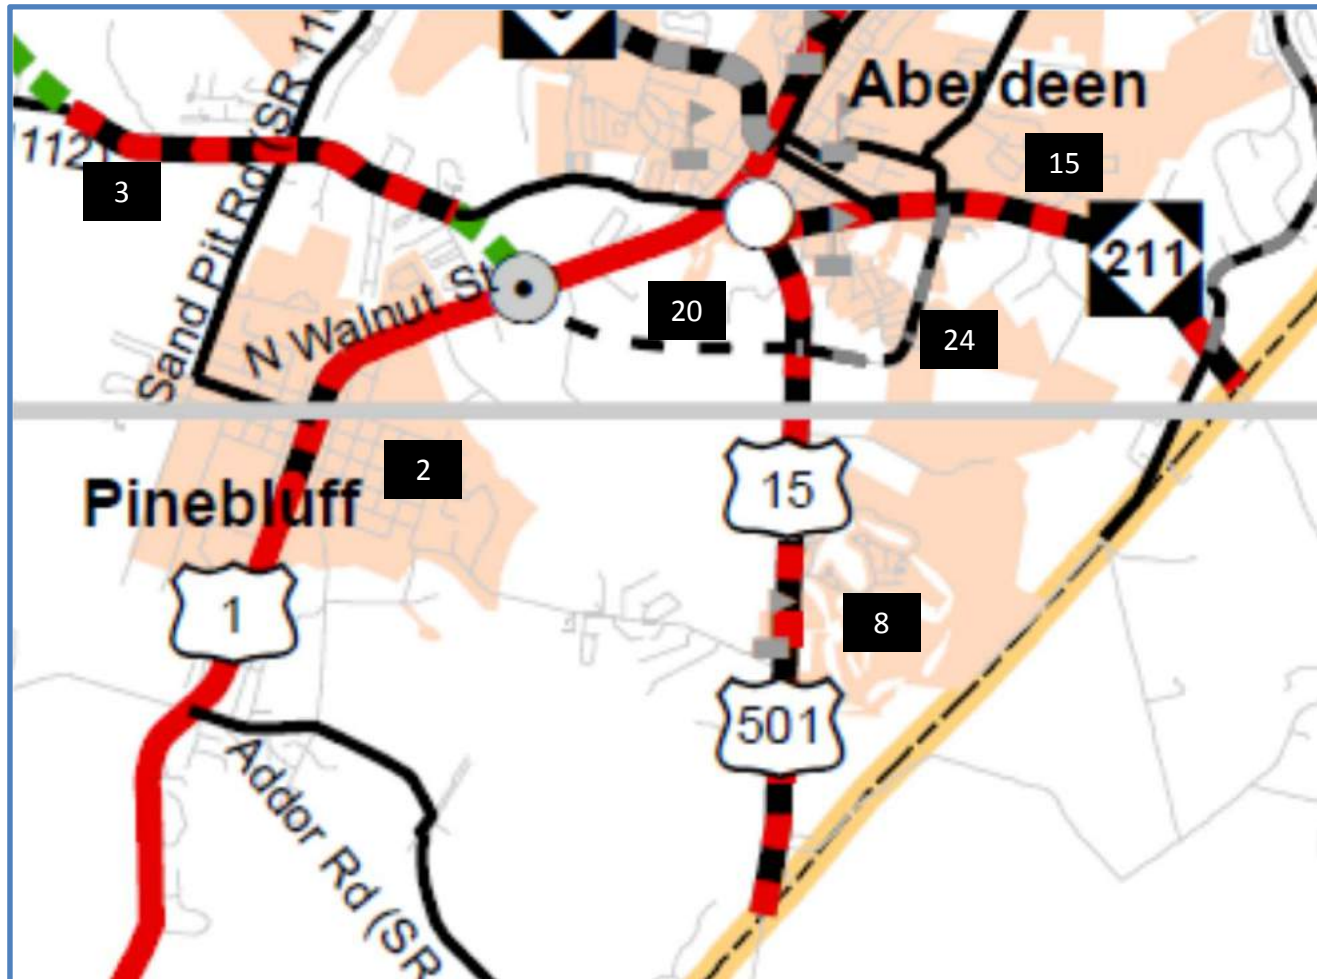 Aberdeen
Sand Pit Rd (SR 11
112
3
15
211
N Walnut St
20
24
2
Pinebluff
15
1
8
501
Addor Rd (SR